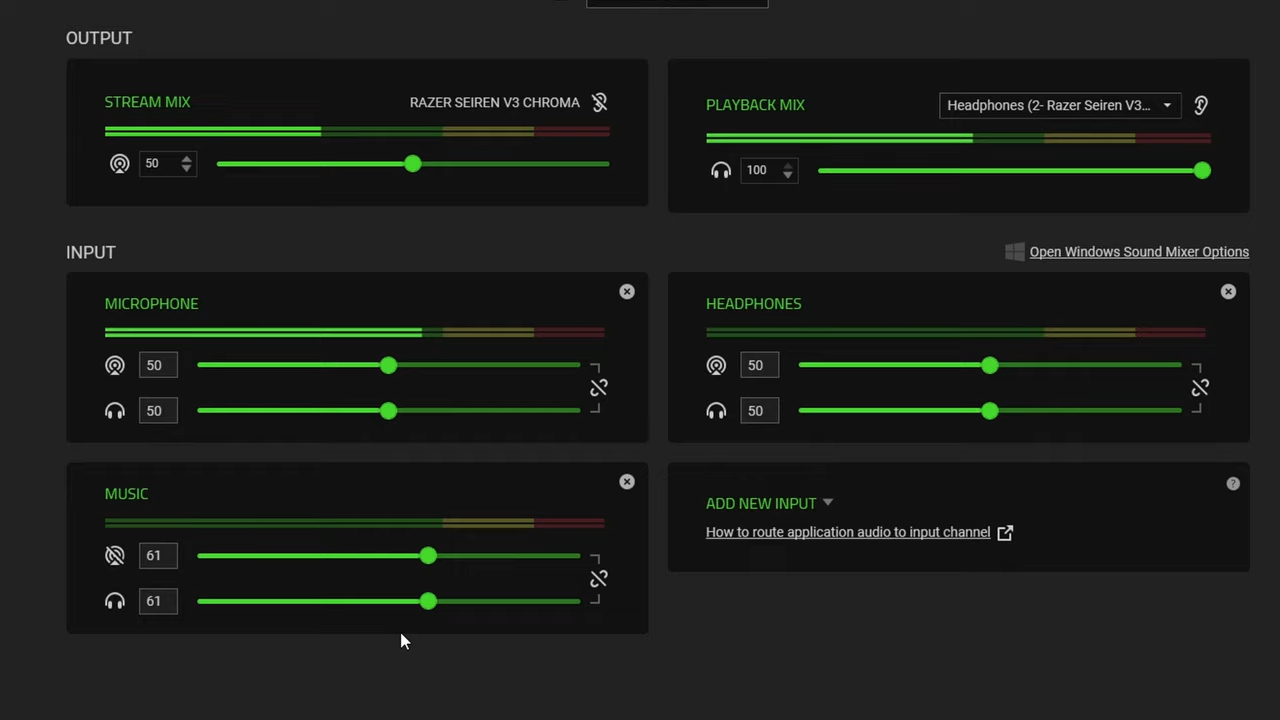 OUTPUT
STREAM MIX
RAZER SEIREN V3 CHROMA
50
PLAYBACK MIX
Headphones (2- Razer Seiren V3...
100
INPUT
Open Windows Sound Mixer Options
MICROPHONE
50
50
HEADPHONES
50
50
MUSIC
61
61
ADD NEW INPUT
?
How to route application audio to input channel